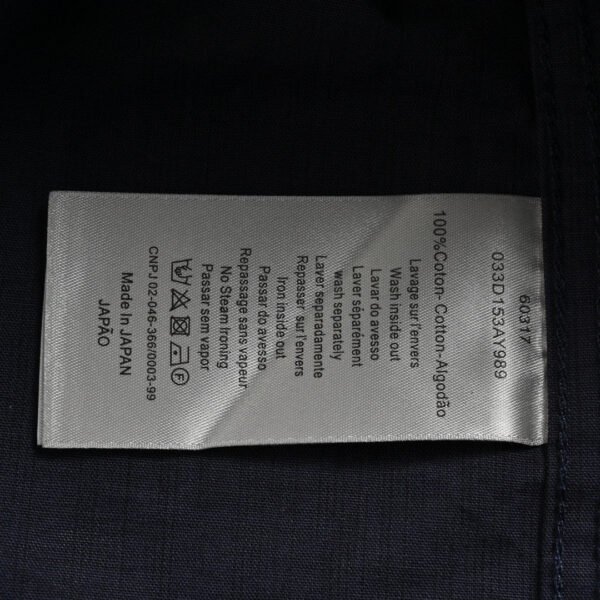 60317
033D153AY989
100%Coton- Cotton-Algodão
Lavage sur l'envers
Wash inside out
Lavar do avesso
Laver séparément
wash separately
Laver separadamente
Repasser sur l'envers
Iron inside out
Passar do avesso
Repassage sans vapeur
No Steam Ironing
Passar sem vapor
CNPJ 02-046-366/0003-99
Made In JAPAN
JAPÃO